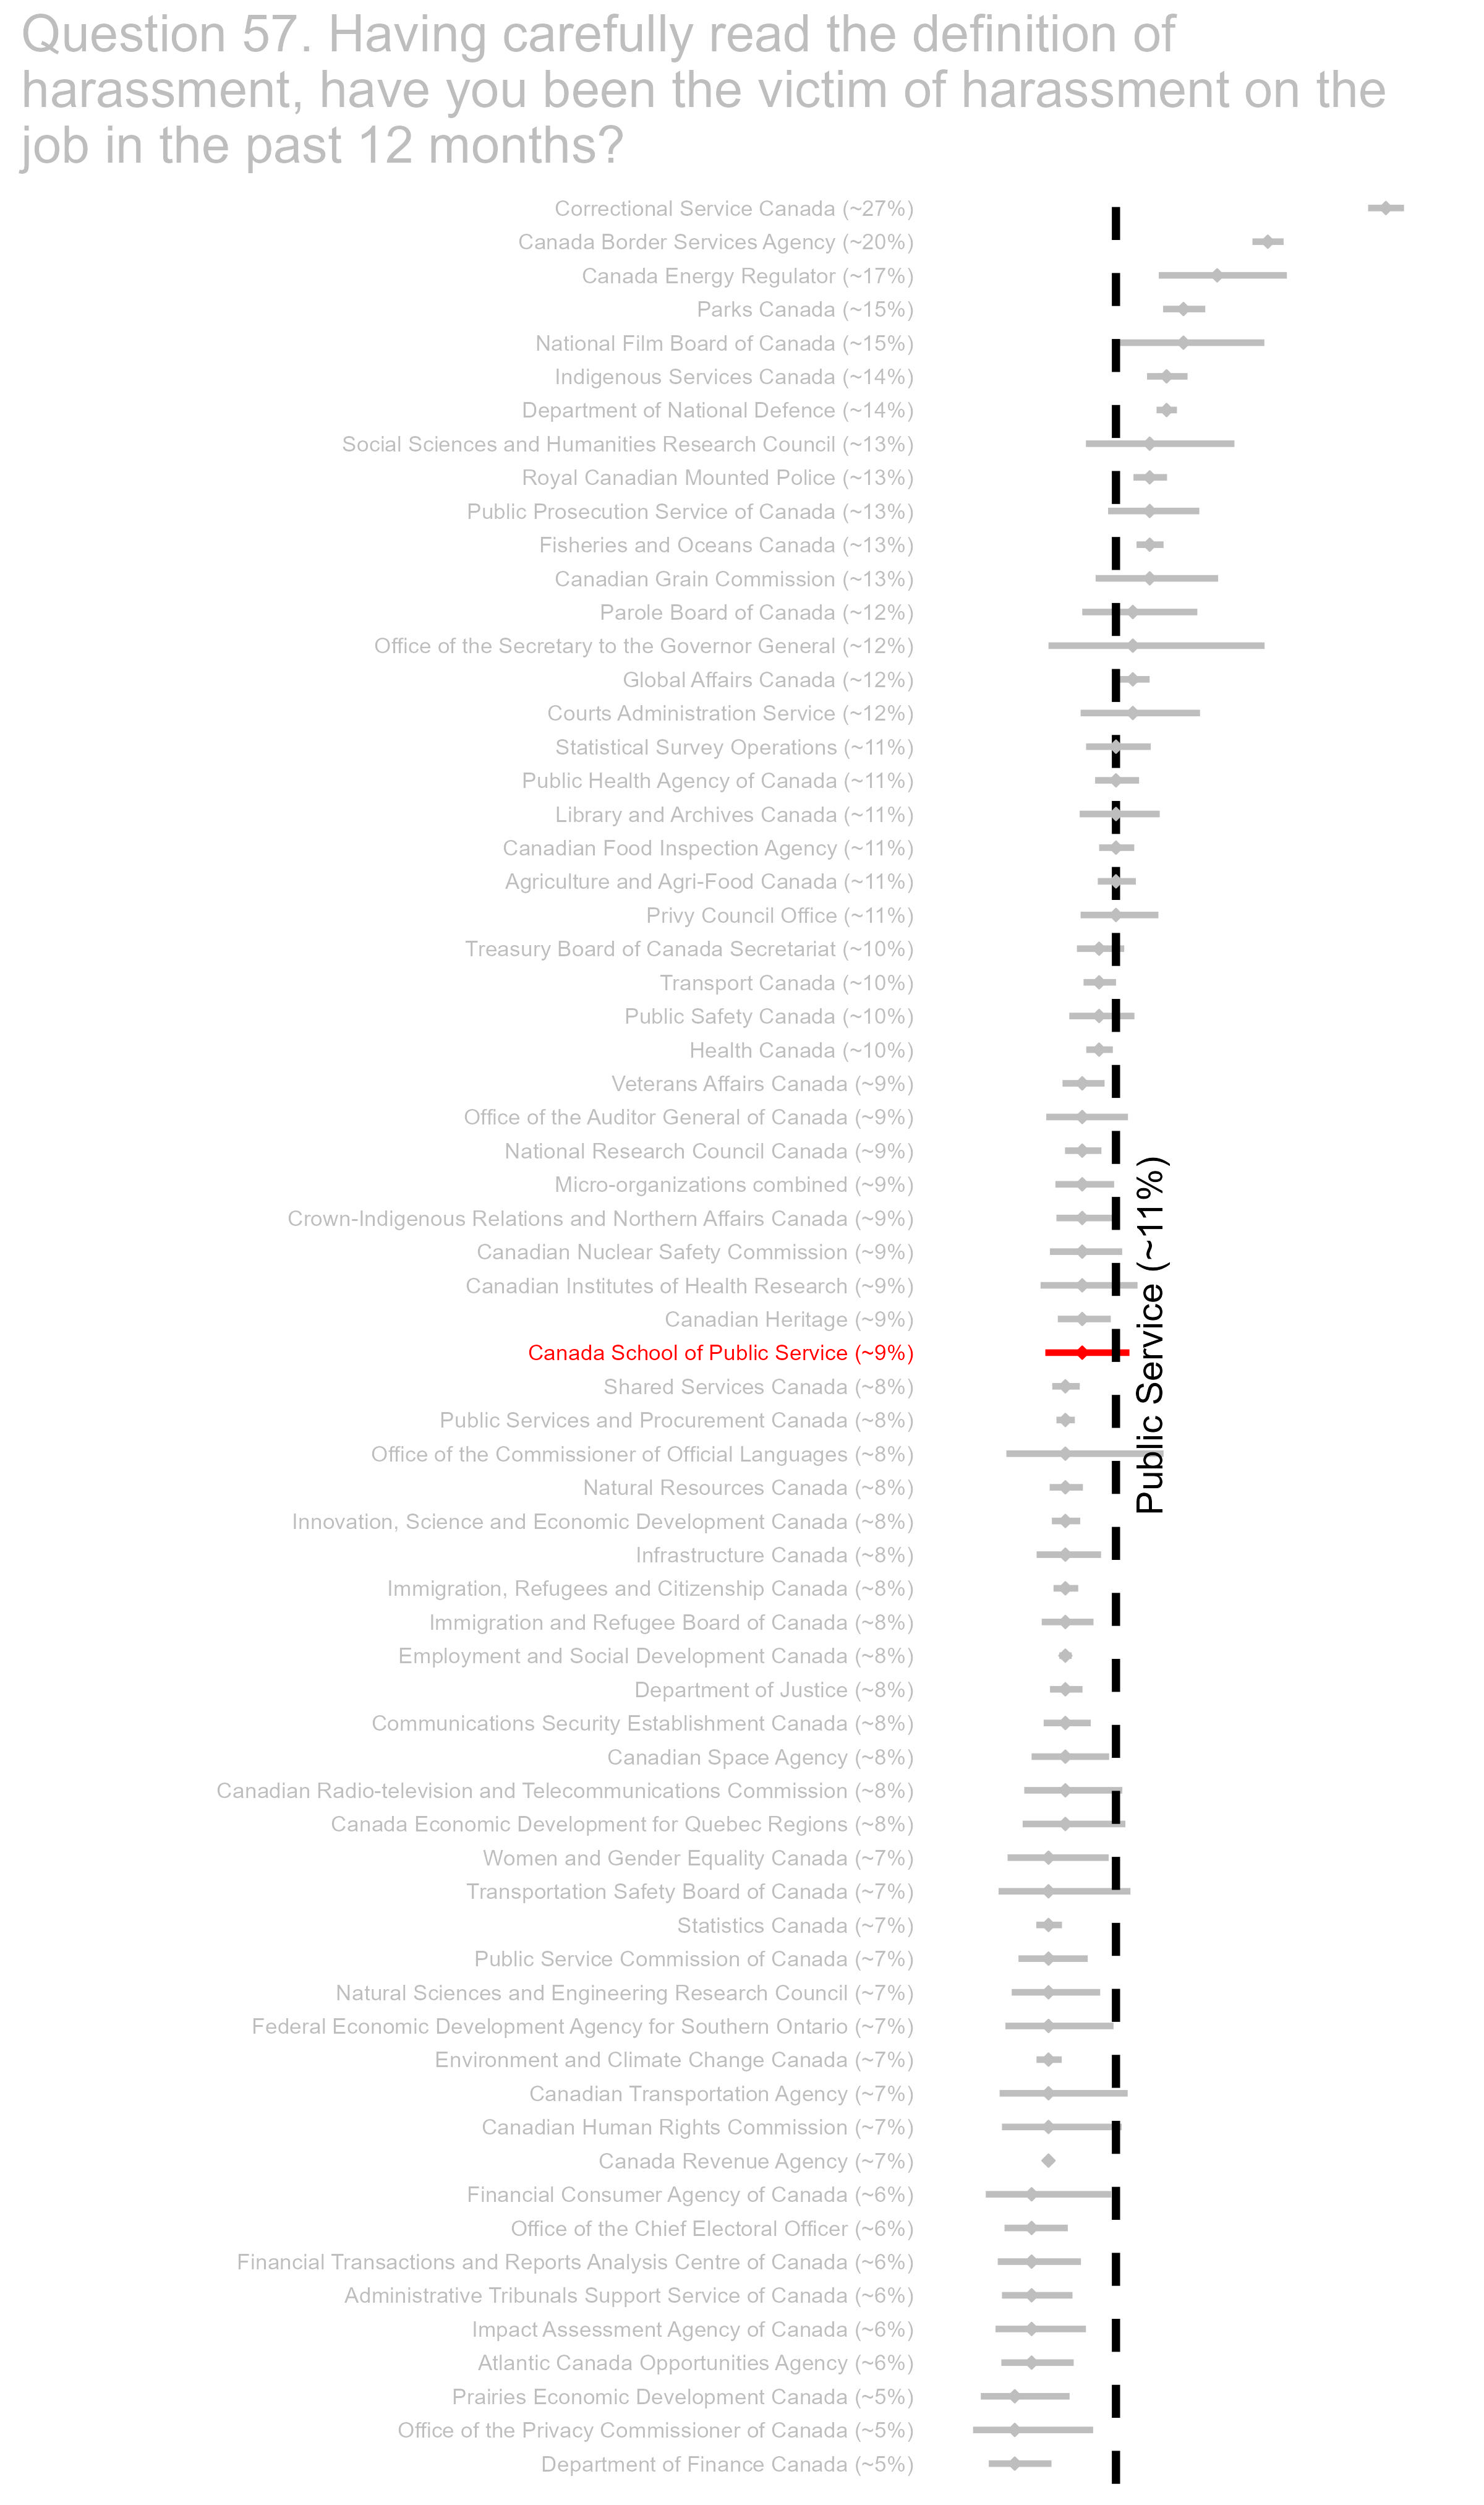 Question 57. Having carefully read the definition of
harassment, have you been the victim of harassment on the
job in the past 12 months?
Correctional Service Canada (~27%)
Canada Border Services Agency (~20%)
Canada Energy Regulator (~17%)
Parks Canada (~15%)
National Film Board of Canada (~15%)
Indigenous Services Canada (~14%)
Department of National Defence (~14%)
Social Sciences and Humanities Research Council (~13%)
Royal Canadian Mounted Police (~13%)
Public Prosecution Service of Canada (~13%)
Fisheries and Oceans Canada (~13%)
Canadian Grain Commission (~13%)
Parole Board of Canada (~12%)
Office of the Secretary to the Governor General (~12%)
Global Affairs Canada (~12%)
Courts Administration Service (~12%)
Statistical Survey Operations (~11%)
Public Health Agency of Canada (~11%)
Library and Archives Canada (~11%)
Canadian Food Inspection Agency (~11%)
Agriculture and Agri-Food Canada (~11%)
Privy Council Office (~11%)
Treasury Board of Canada Secretariat (~10%)
Transport Canada (~10%)
Public Safety Canada (~10%)
Health Canada (~10%)
Veterans Affairs Canada (~9%)
Office of the Auditor General of Canada (~9%)
National Research Council Canada (~9%)
Micro-organizations combined (~9%)
Crown-Indigenous Relations and Northern Affairs Canada (~9%)
Canadian Nuclear Safety Commission (~9%)
Canadian Institutes of Health Research (~9%)
Canadian Heritage (~9%)
Canada School of Public Service (~9%)
Public Service (~11%)
Shared Services Canada (~8%)
Public Services and Procurement Canada (~8%)
Office of the Commissioner of Official Languages (~8%)
Natural Resources Canada (~8%)
Innovation, Science and Economic Development Canada (~8%)
Infrastructure Canada (~8%)
Immigration, Refugees and Citizenship Canada (~8%)
Immigration and Refugee Board of Canada (~8%)
Employment and Social Development Canada (~8%)
Department of Justice (~8%)
Communications Security Establishment Canada (~8%)
Canadian Space Agency (~8%)
Canadian Radio-television and Telecommunications Commission (~8%)
Canada Economic Development for Quebec Regions (~8%)
Women and Gender Equality Canada (~7%)
Transportation Safety Board of Canada (~7%)
Statistics Canada (~7%)
Public Service Commission of Canada (~7%)
Natural Sciences and Engineering Research Council (~7%)
Federal Economic Development Agency for Southern Ontario (~7%)
Environment and Climate Change Canada (~7%)
Canadian Transportation Agency (~7%)
Canadian Human Rights Commission (~7%)
Canada Revenue Agency (~7%)
Financial Consumer Agency of Canada (~6%)
Office of the Chief Electoral Officer (~6%)
Financial Transactions and Reports Analysis Centre of Canada (~6%)
Administrative Tribunals Support Service of Canada (~6%)
Impact Assessment Agency of Canada (~6%)
Atlantic Canada Opportunities Agency (~6%)
Prairies Economic Development Canada (~5%)
Office of the Privacy Commissioner of Canada (~5%)
Department of Finance Canada (~5%)